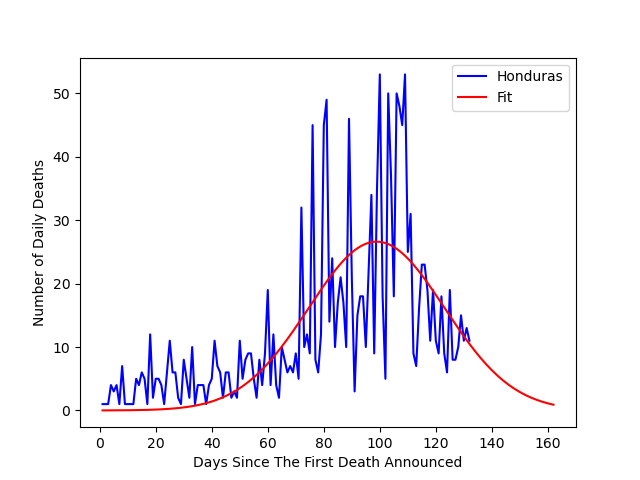 Honduras
Fit
Number of Daily Deaths
50
40
30
20
10
0
0 20 40 60 80 100 120 140 160
Days Since The First Death Announced